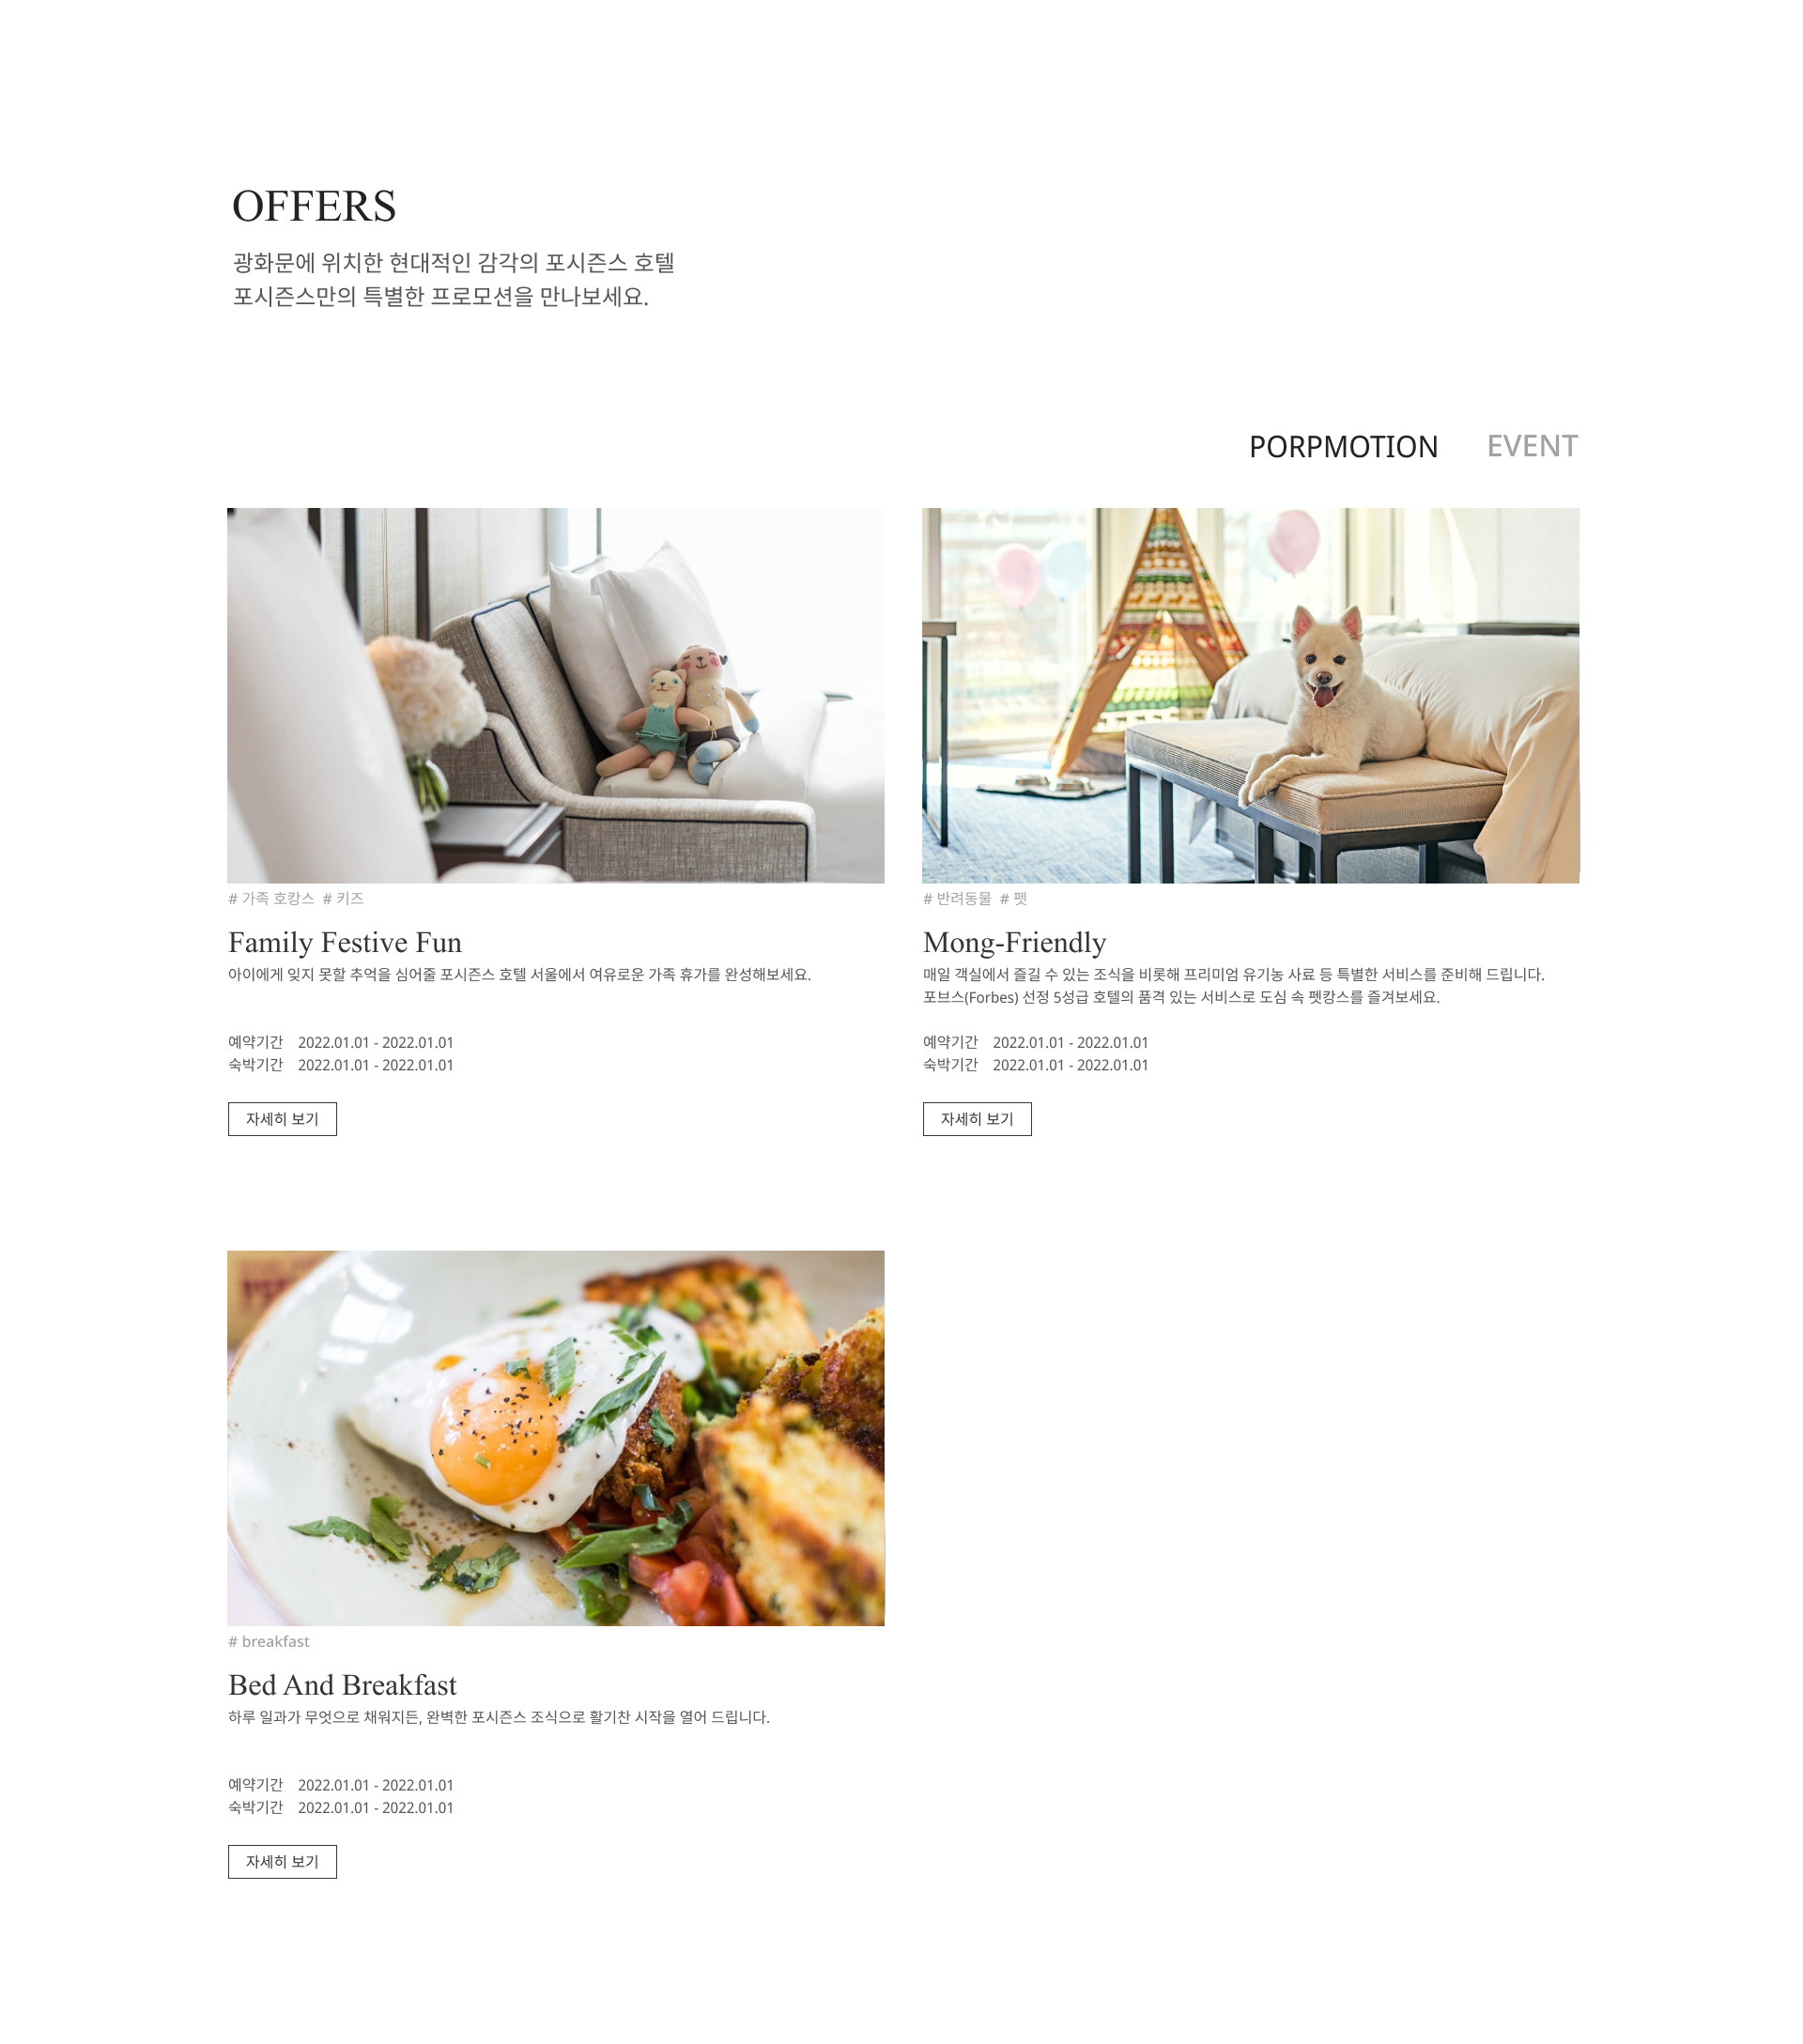 OFFERS
광화문에 위치한 현대적인 감각의 포시즌스 호텔
포시즌스만의 특별한 프로모션을 만나보세요.
PORPMOTION EVENT
# 가족 호캉스 # 키즈
Family Festive Fun
아이에게 잊지 못할 추억을 심어줄 포시즌스 호텔 서울에서 여유로운 가족 휴가를 완성해보세요.
예약기간 2022.01.01 - 2022.01.01
숙박기간 2022.01.01 - 2022.01.01
자세히 보기
# 반려동물 # 펫
Mong-Friendly
매일 객실에서 즐길 수 있는 조식을 비롯해 프리미엄 유기농 사료 등 특별한 서비스를 준비해 드립니다.
포브스(Forbes) 선정 5성급 호텔의 품격 있는 서비스로 도심 속 펫캉스를 즐겨보세요.
예약기간 2022.01.01 - 2022.01.01
숙박기간 2022.01.01 - 2022.01.01
자세히 보기
# breakfast
Bed And Breakfast
하루 일과가 무엇으로 채워지든, 완벽한 포시즌스 조식으로 활기찬 시작을 열어 드립니다.
예약기간 2022.01.01 - 2022.01.01
숙박기간 2022.01.01 - 2022.01.01
자세히 보기